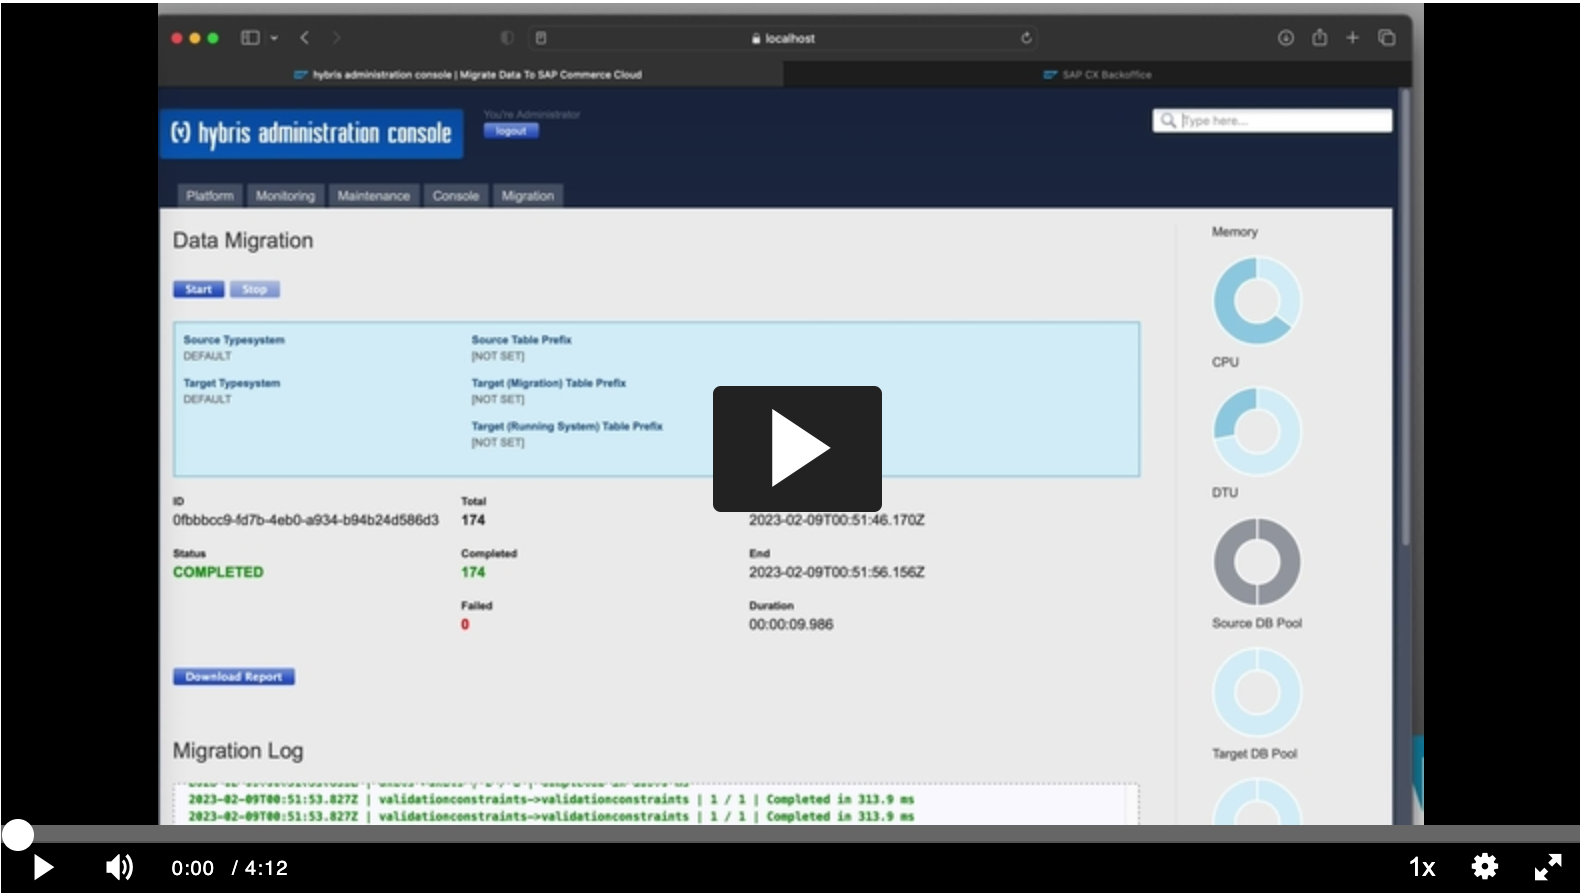 localhost
hybris administration console | Migrate Data To SAP Commerce Cloud
SAP CX Backoffice
(y) hybris administration console
You're Administrator
logout
Type here...
Platform
Monitoring
Maintenance
Console
Migration
Data Migration
Start
Stop
Source Typesystem
DEFAULT
Target Typesystem
DEFAULT
Source Table Prefix
[NOT SET]
Target (Migration) Table Prefix
[NOT SET]
Target (Running System) Table Prefix
[NOT SET]
ID
0fbbbcc9-fd7b-4eb0-a934-b94b24d586d3
Total
174
2023-02-09T00:51:46.170Z
Status
COMPLETED
Completed
174
End
2023-02-09T00:51:56.156Z
Failed
0
Duration
00:00:09.986
Download Report
Migration Log
2023-02-09T00:51:53.827Z | validationconstraints->validationconstraints | 1 / 1 | Completed in 313.9 ms
2023-02-09T00:51:53.827Z | validationconstraints->validationconstraints | 1 / 1 | Completed in 313.9 ms
Memory
CPU
DTU
Source DB Pool
Target DB Pool
0:00 / 4:12
1x